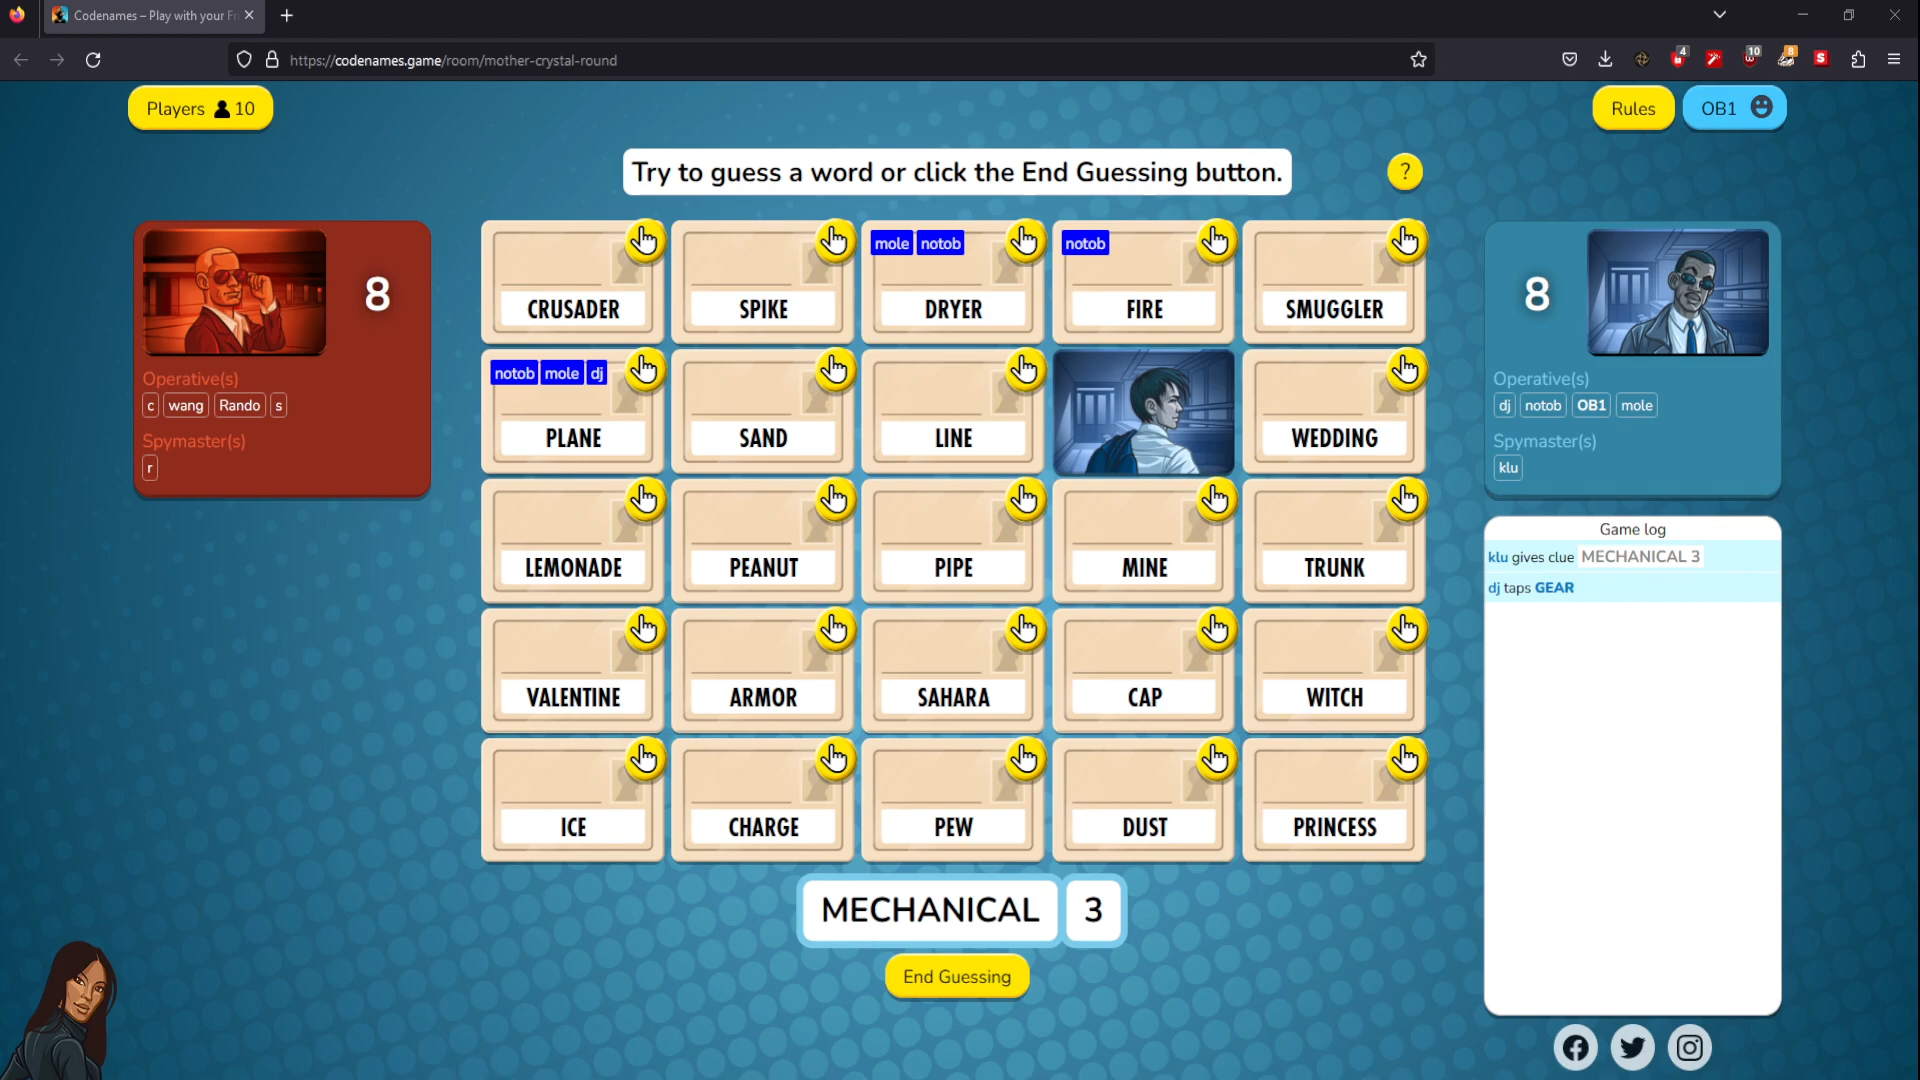 Codenames – Play with your Fr
https://codenames.game/room/mother-crystal-round
4
10
8
S
Players 10
Rules
OB1
Try to guess a word or click the End Guessing button.
?
8
Operative(s)
c wang Rando s
Spymaster(s)
r
CRUSADER
SPIKE
mole notob
DRYER
notob
FIRE
SMUGGLER
notob mole dj
PLANE
SAND
LINE
WEDDING
LEMONADE
PEANUT
PIPE
MINE
TRUNK
VALENTINE
ARMOR
SAHARA
CAP
WITCH
ICE
CHARGE
PEW
DUST
PRINCESS
MECHANICAL 3
End Guessing
8
Operative(s)
dj notob OB1 mole
Spymaster(s)
klu
Game log
klu gives clue MECHANICAL 3
dj taps GEAR